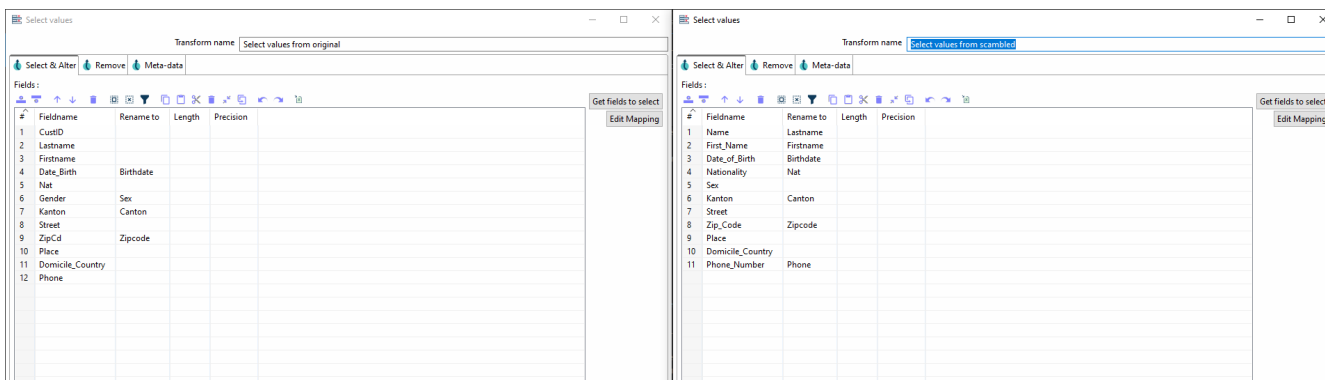 Select values
Transform name Select values from original
Select & Alter Remove Meta-data
Fields :
Get fields to select
Edit Mapping
# Fieldname Rename to Length Precision
1 CustID
2 Lastname
3 Firstname
4 Date_Birth Birthdate
5 Nat
6 Gender Sex
7 Kanton Canton
8 Street
9 ZipCd Zipcode
10 Place
11 Domicile_Country
12 Phone
Select values
Transform name Select values from scambled
Select & Alter Remove Meta-data
Fields :
Get fields to select
Edit Mapping
# Fieldname Rename to Length Precision
1 Name Lastname
2 First_Name Firstname
3 Date_of_Birth Birthdate
4 Nationality Nat
5 Sex
6 Kanton Canton
7 Street
8 Zip_Code Zipcode
9 Place
10 Domicile_Country
11 Phone_Number Phone